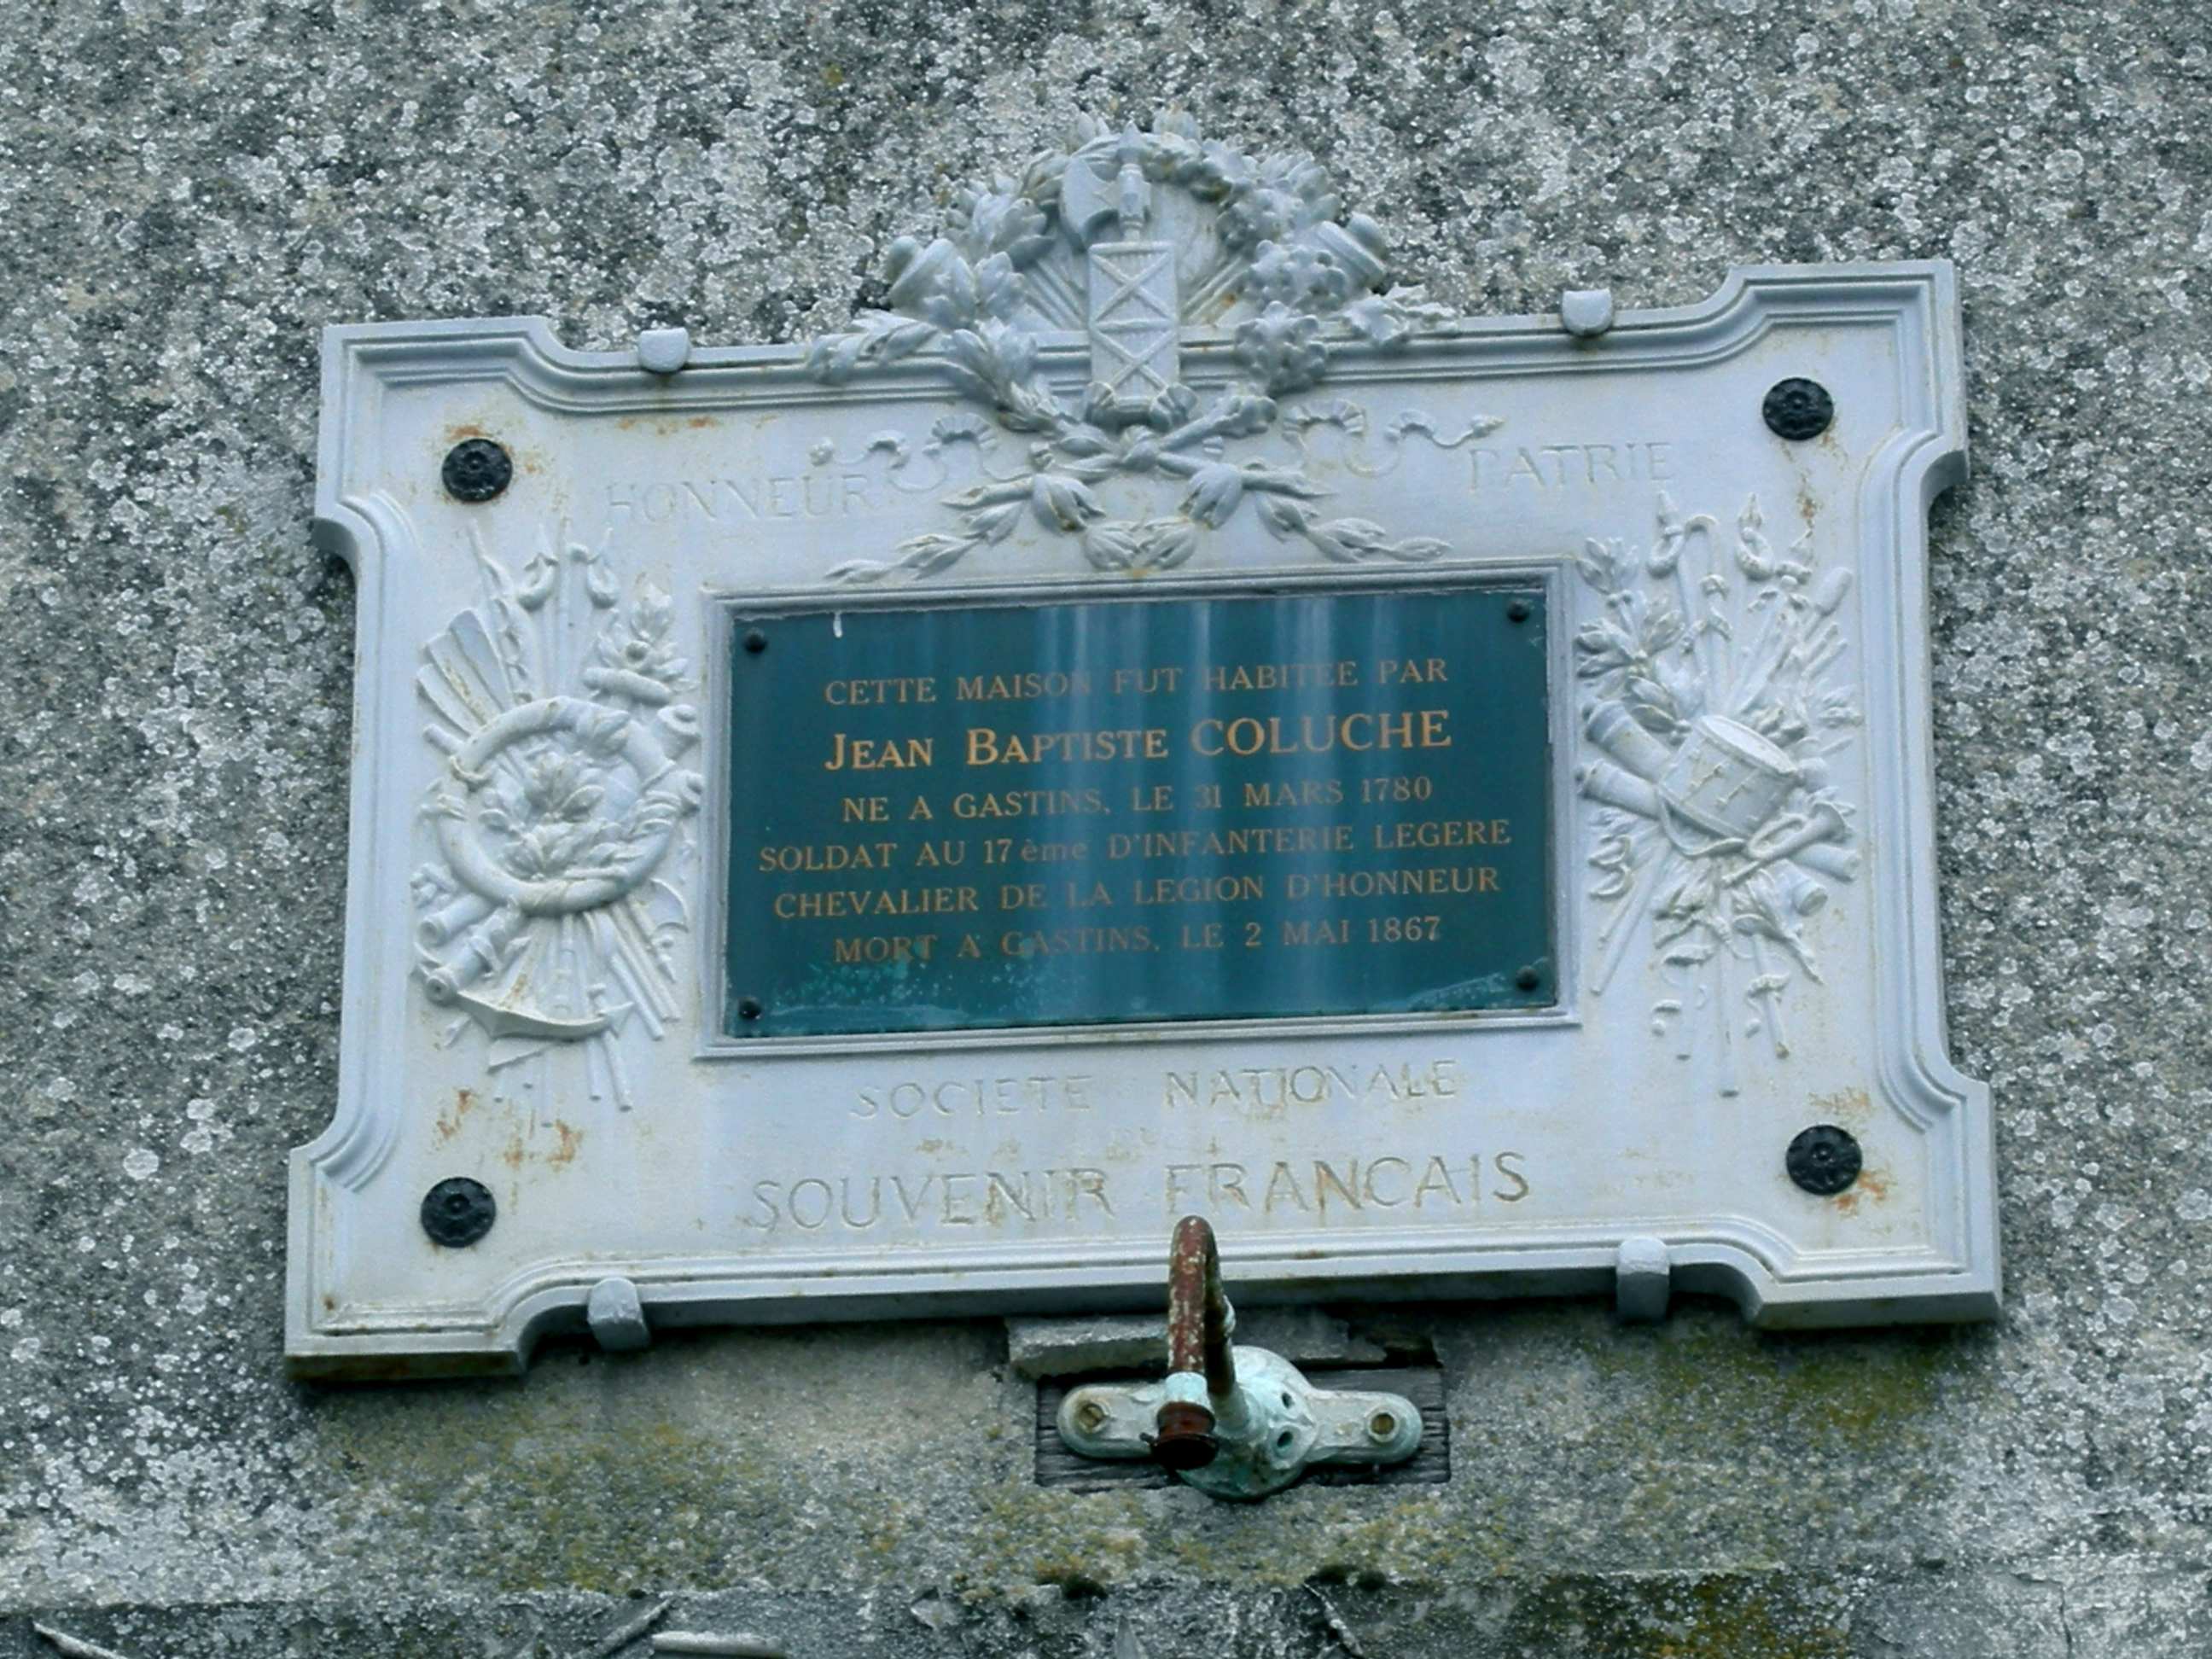 HONNEUR PATRIE
CETTE MAISON FUT HABITEE PAR
JEAN BAPTISTE COLUCHE
NE A GASTINS, LE 31 MARS 1780
SOLDAT AU 17ème D'INFANTERIE LEGERE
CHEVALIER DE LA LEGION D'HONNEUR
MORT A GASTINS, LE 2 MAI 1867
SOCIETE NATIONALE
SOUVENIR FRANCAIS